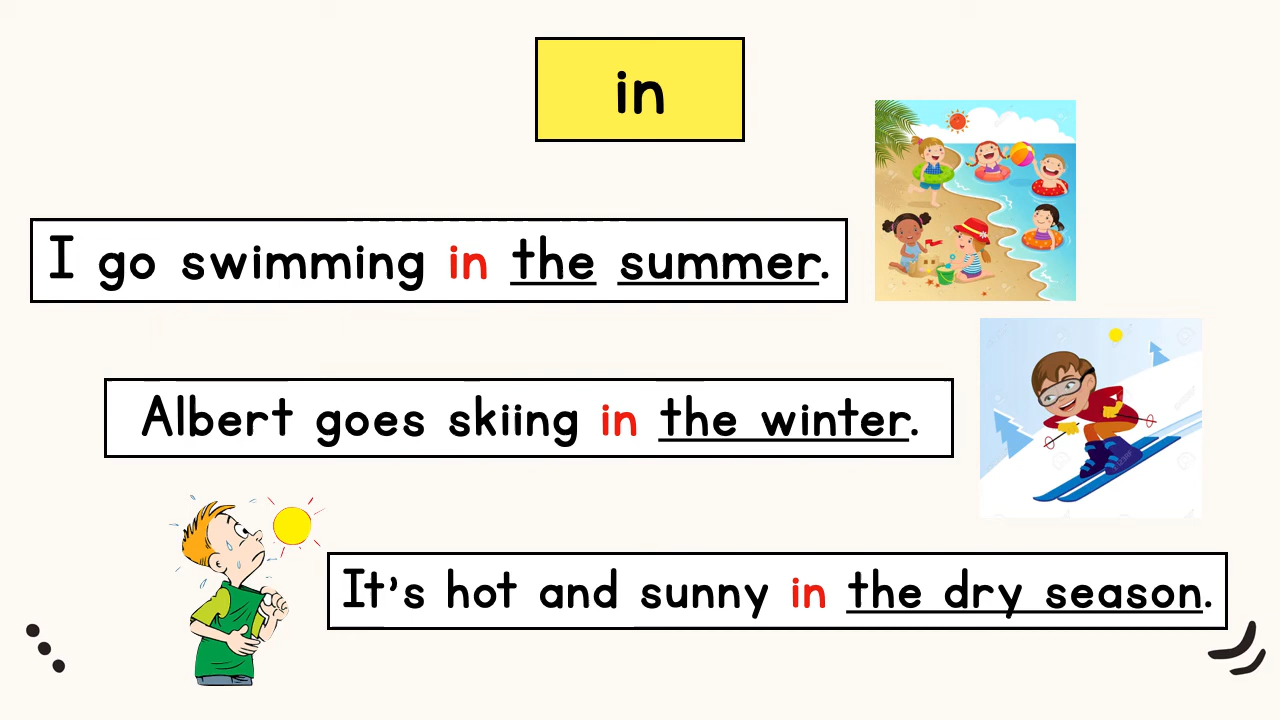 in
I go swimming in the summer.
Albert goes skiing in the winter.
It's hot and sunny in the dry season.